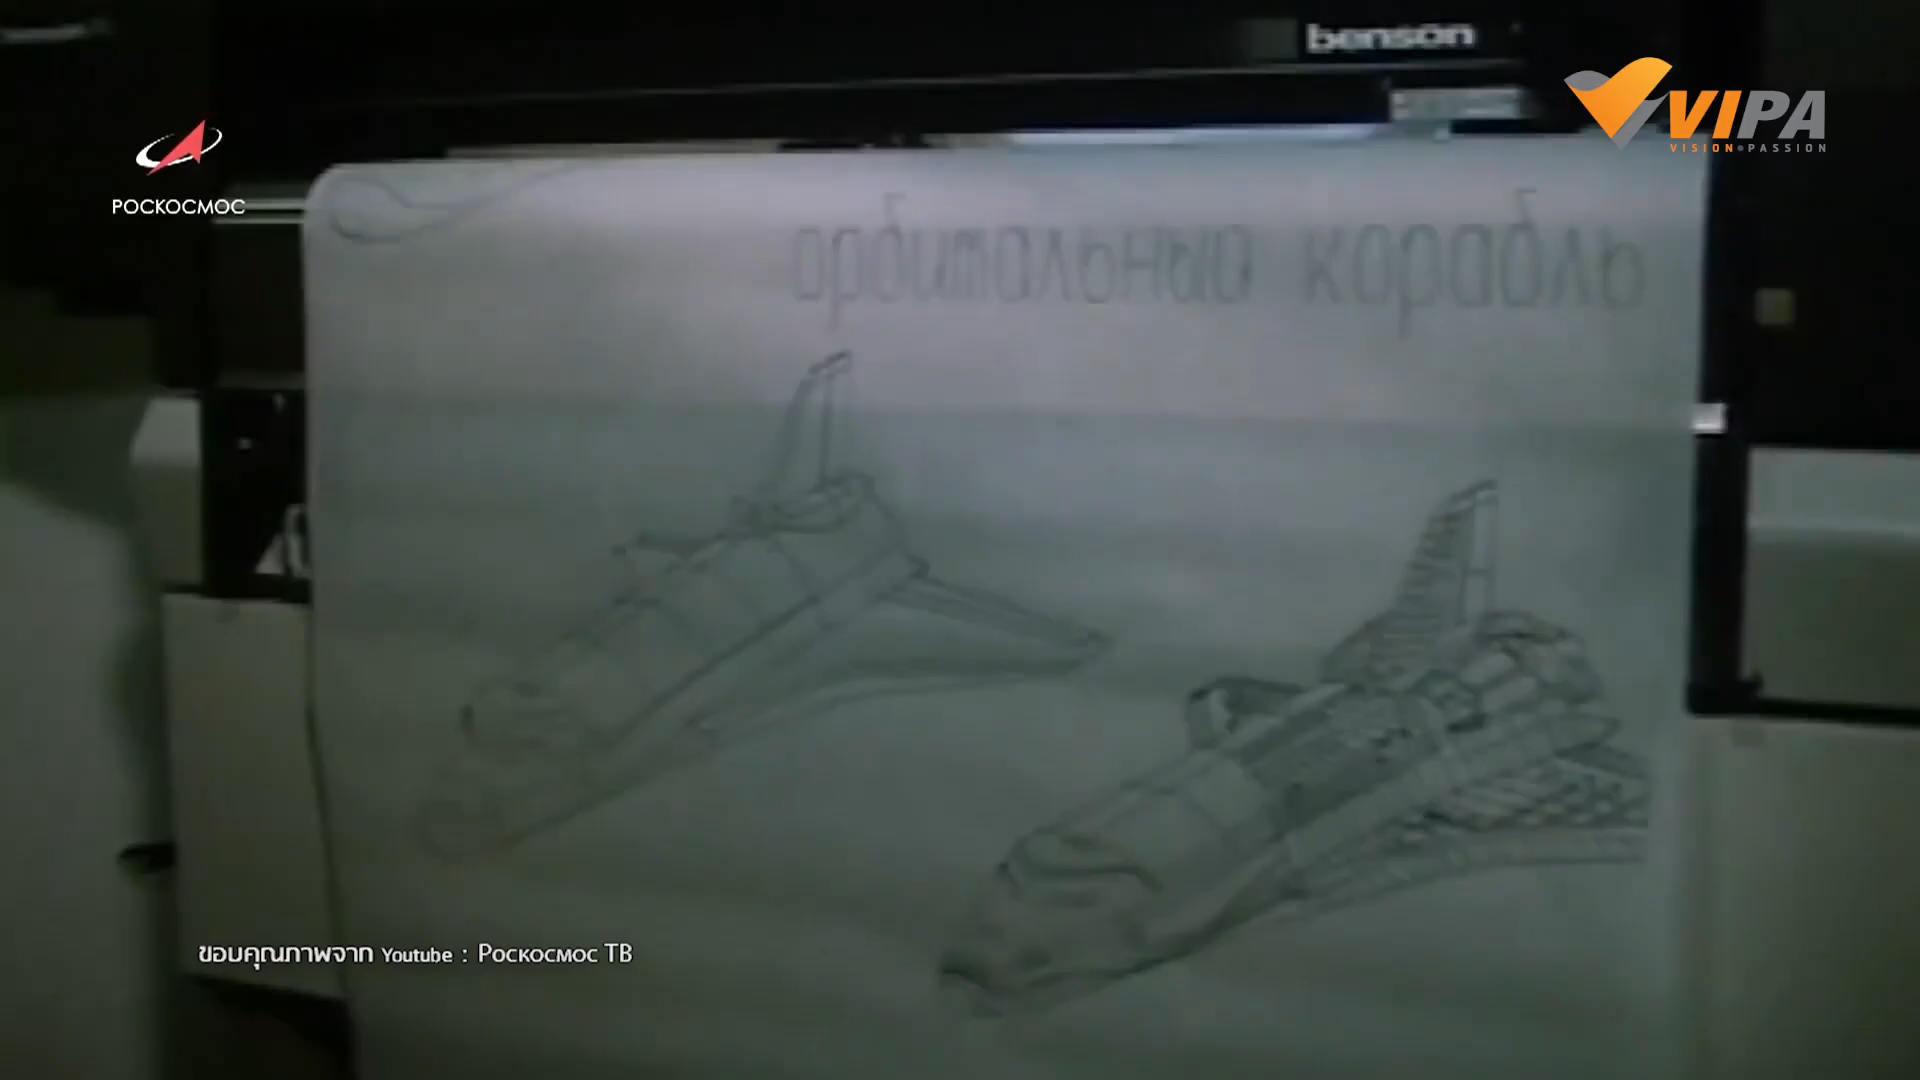 benson
VIPA
VISION•PASSION
РОСКОСМОС
орбитальный корабль
ขอบคุณภาพจาก Youtube : Роскосмос ТВ